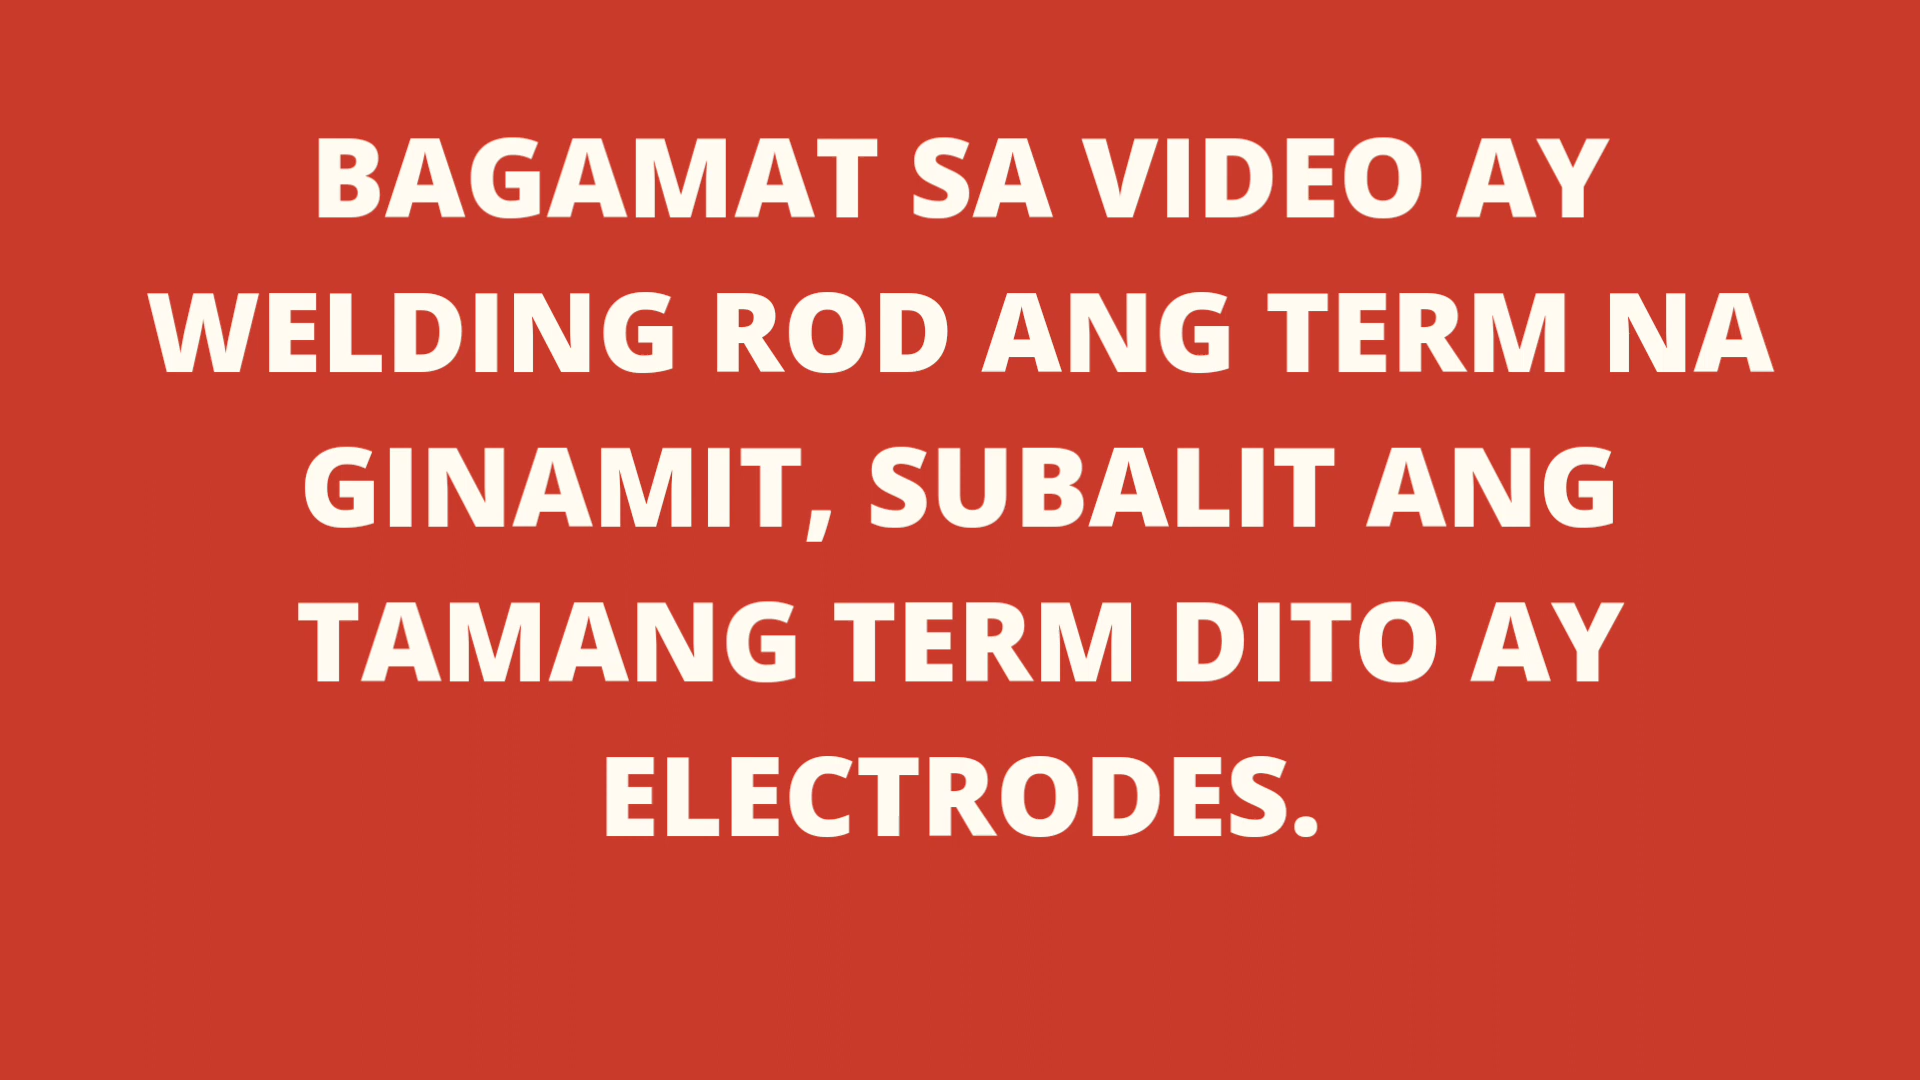 BAGAMAT SA VIDEO AY
WELDING ROD ANG TERM NA
GINAMIT, SUBALIT ANG
TAMANG TERM DITO AY
ELECTRODES.